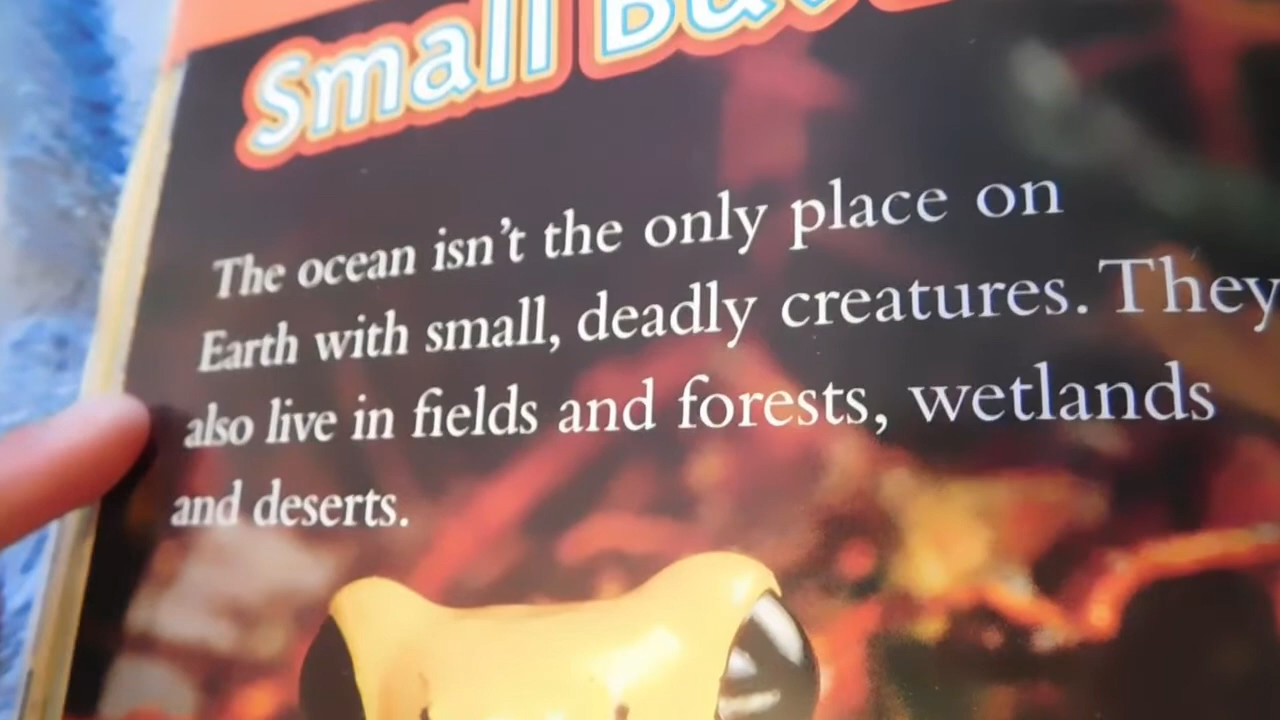 Small
The ocean isn't the only place on
Earth with small, deadly creatures. They
also live in fields and forests, wetlands
and deserts.